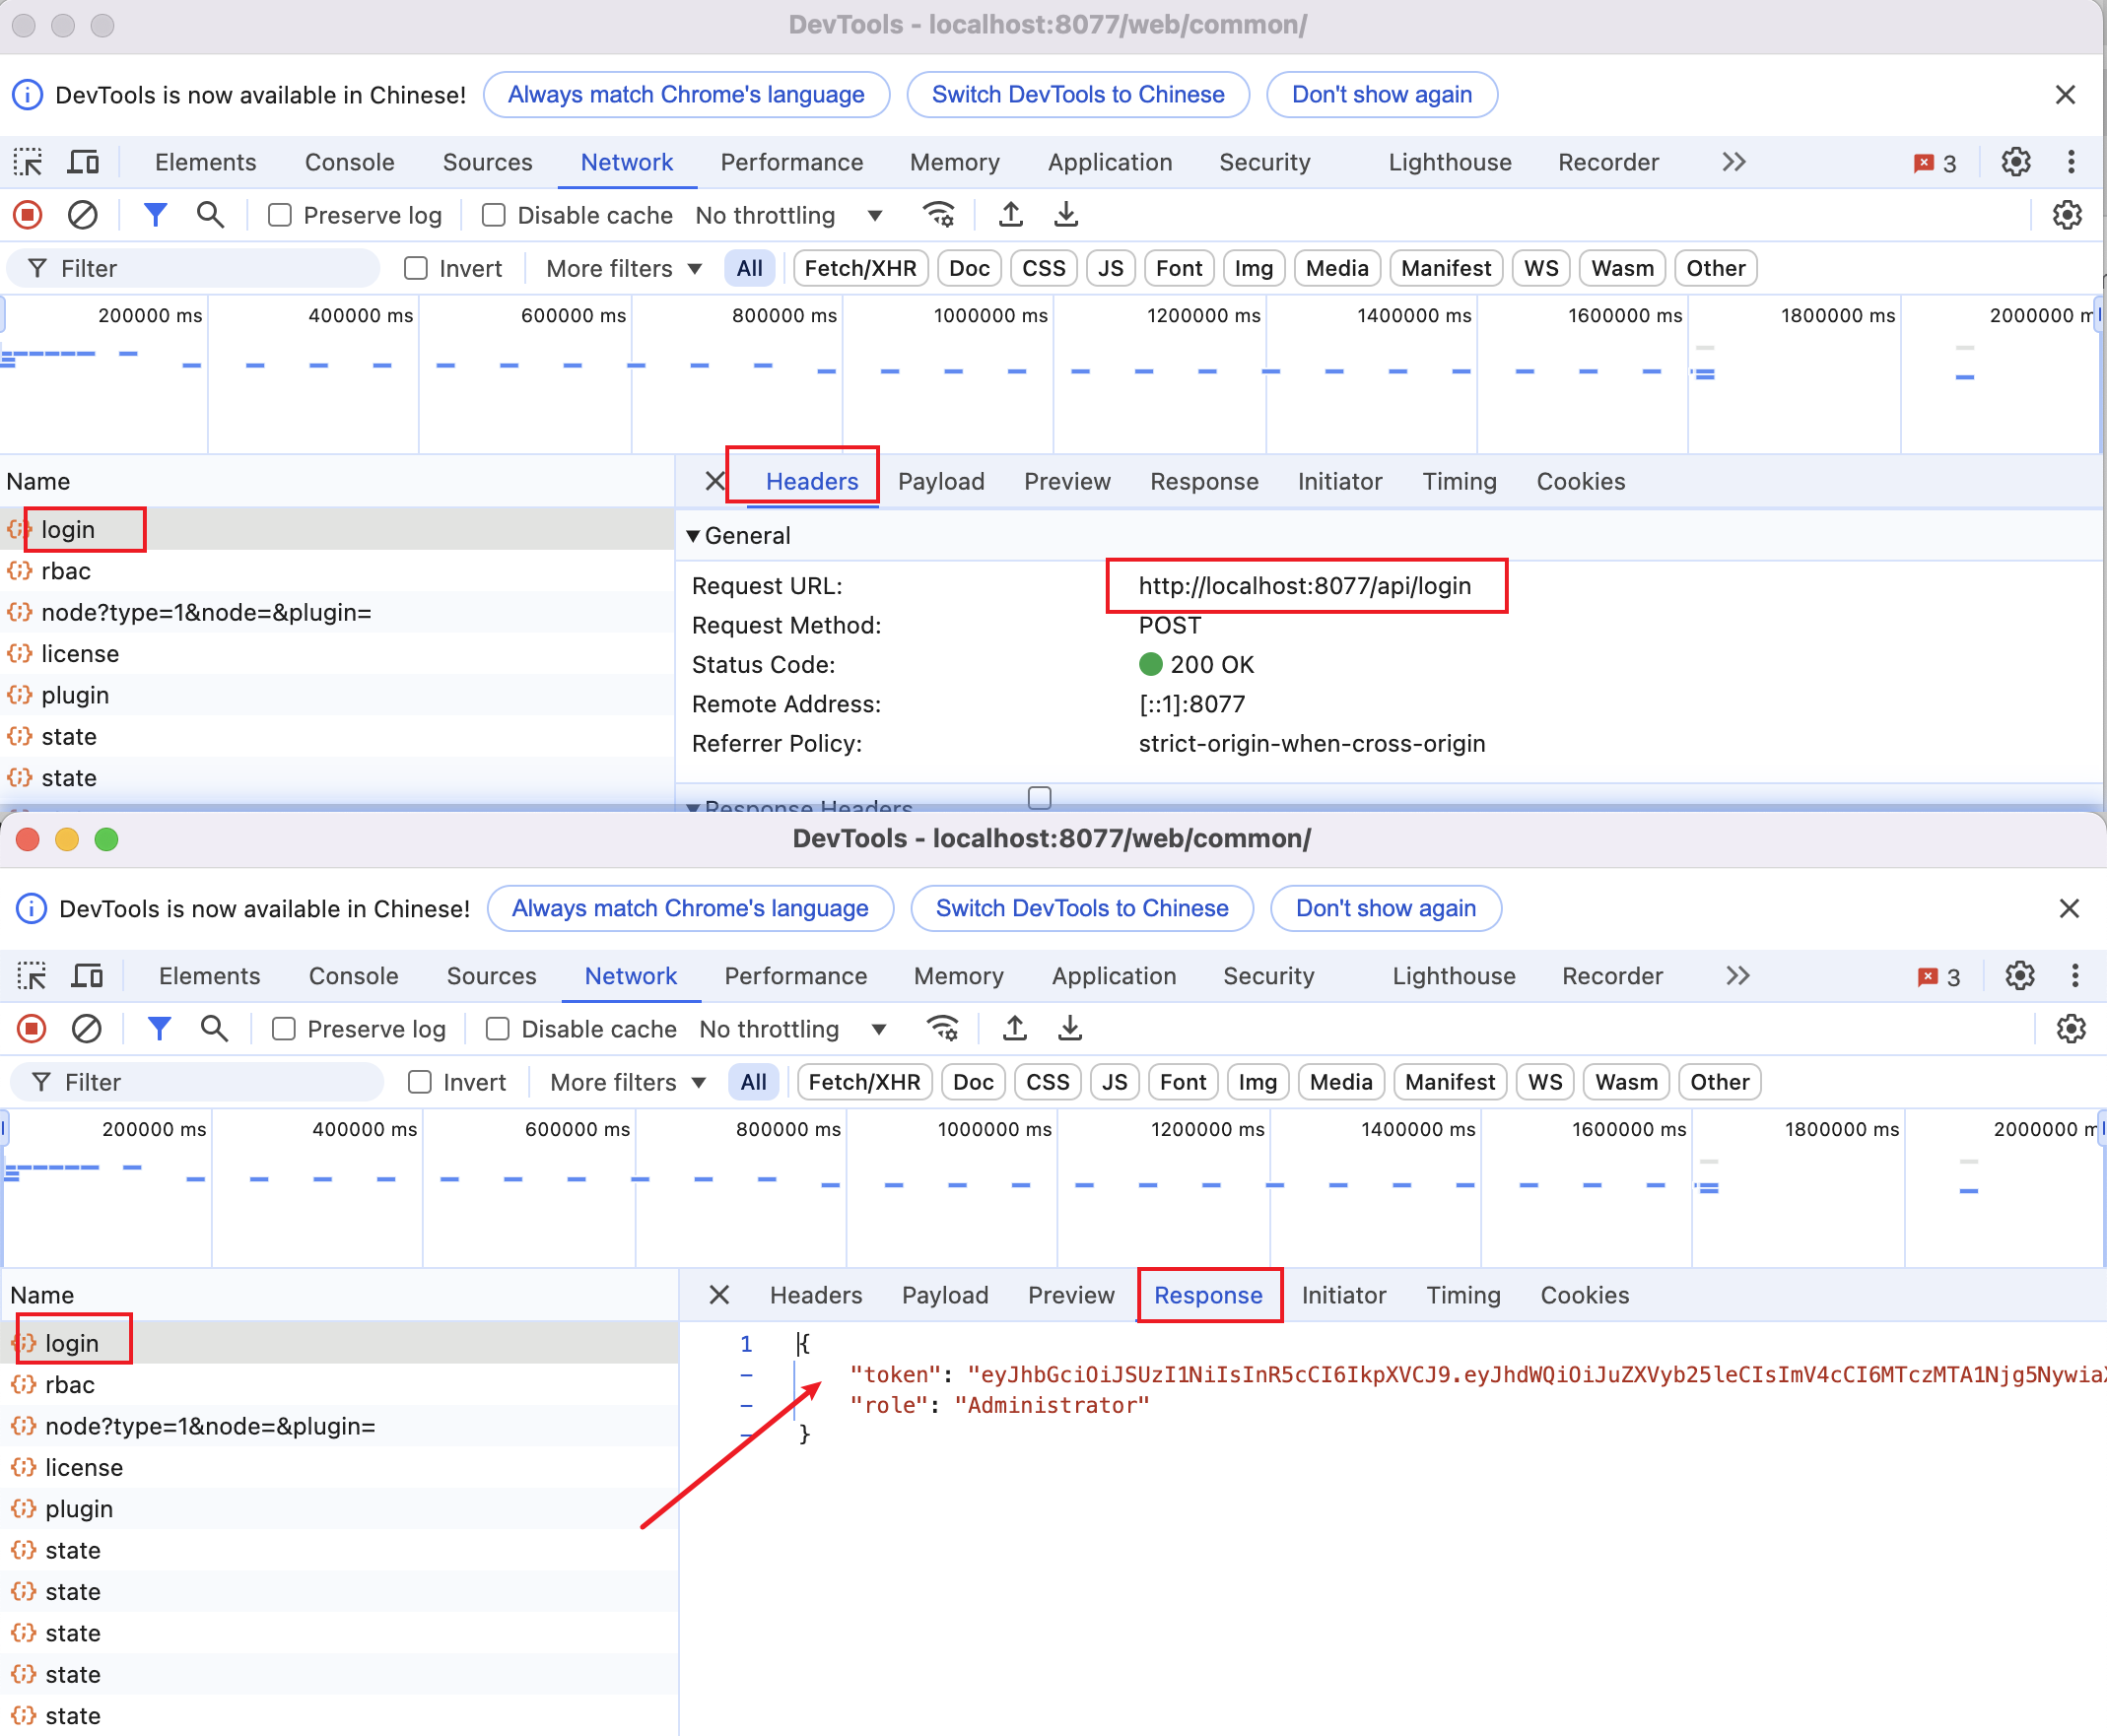 DevTools - localhost:8077/web/common/
DevTools is now available in Chinese! Always match Chrome's language Switch DevTools to Chinese Don't show again
Elements Console Sources Network Performance Memory Application Security Lighthouse Recorder 3
Preserve log Disable cache No throttling
Filter Invert More filters All Fetch/XHR Doc CSS JS Font Img Media Manifest WS Wasm Other
200000 ms 400000 ms 600000 ms 800000 ms 1000000 ms 1200000 ms 1400000 ms 1600000 ms 1800000 ms 2000000 m
Name
login
rbac
node?type=1&node=&plugin=
license
plugin
state
state
Headers Payload Preview Response Initiator Timing Cookies
General
Request URL: http://localhost:8077/api/login
Request Method: POST
Status Code: 200 OK
Remote Address: [::1]:8077
Referrer Policy: strict-origin-when-cross-origin
Response Headers
DevTools - localhost:8077/web/common/
DevTools is now available in Chinese! Always match Chrome's language Switch DevTools to Chinese Don't show again
Elements Console Sources Network Performance Memory Application Security Lighthouse Recorder 3
Preserve log Disable cache No throttling
Filter Invert More filters All Fetch/XHR Doc CSS JS Font Img Media Manifest WS Wasm Other
200000 ms 400000 ms 600000 ms 800000 ms 1000000 ms 1200000 ms 1400000 ms 1600000 ms 1800000 ms 2000000 m
Name
login
rbac
node?type=1&node=&plugin=
license
plugin
state
state
state
state
state
Headers Payload Preview Response Initiator Timing Cookies
1 {
- "token": "eyJhbGciOiJSUzI1NiIsInR5cCI6IkpXVCJ9.eyJhdWQiOiJuZXVyb25leCIsImV4cCI6MTczMTA1Njg5NywiaX
- "role": "Administrator"
- }